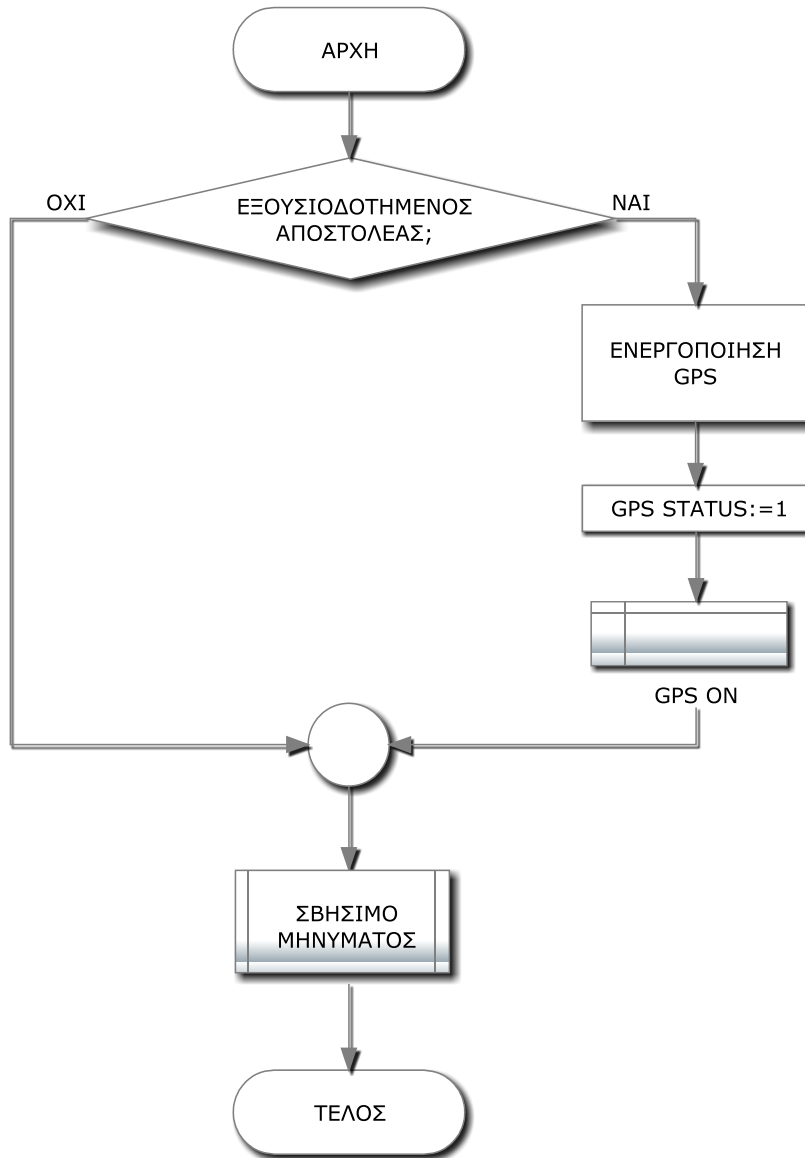 ΑΡΧΗ
ΟΧΙ
ΝΑΙ
ΕΞΟΥΣΙΟΔΟΤΗΜΕΝΟΣ
ΑΠΟΣΤΟΛΕΑΣ;
ΕΝΕΡΓΟΠΟΙΗΣΗ
GPS
GPS STATUS:=1
GPS ON
ΣΒΗΣΙΜΟ
ΜΗΝΥΜΑΤΟΣ
ΤΕΛΟΣ